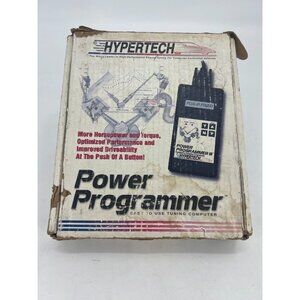 HYPERTECH
More Horsepower and Torque,
Optimized Performance and
Improved Driveability
At The Push Of A Button!
POWER
PROGRAMMER III
HYPERTECH
Power
Programmer
EASY TO USE TUNING COMPUTER